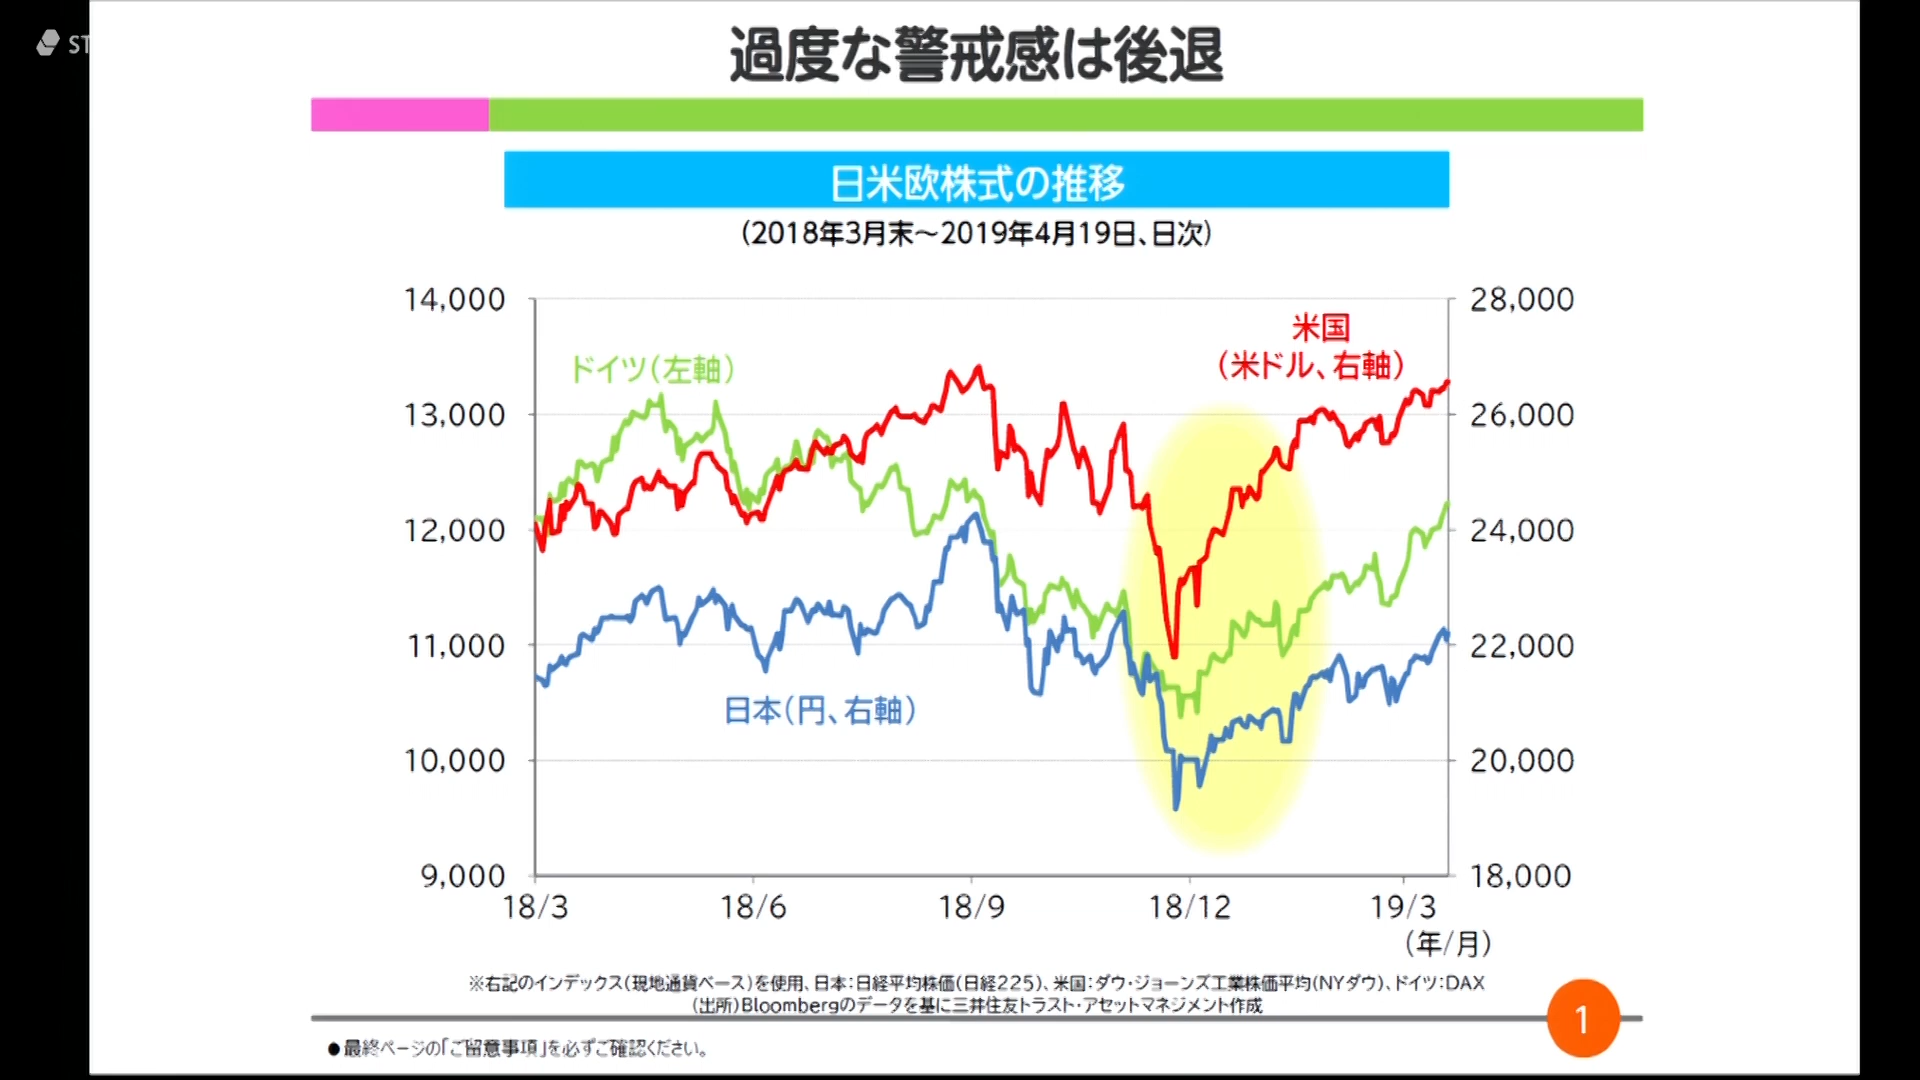 ST
過度な警戒感は後退
日米欧株式の推移
(2018年3月末～2019年4月19日、日次)
14,000
28,000
米国
(米ドル、右軸)
ドイツ(左軸)
13,000
26,000
12,000
24,000
11,000
22,000
日本(円、右軸)
10,000
20,000
9,000
18,000
18/3 18/6 18/9 18/12 19/3
(年/月)
※右記のインデックス(現地通貨ベース)を使用、日本:日経平均株価(日経225)、米国:ダウ・ジョーンズ工業株価平均(NYダウ)、ドイツ:DAX
(出所)Bloombergのデータを基に三井住友トラスト・アセットマネジメント作成
1
●最終ページの「ご留意事項」を必ずご確認ください。